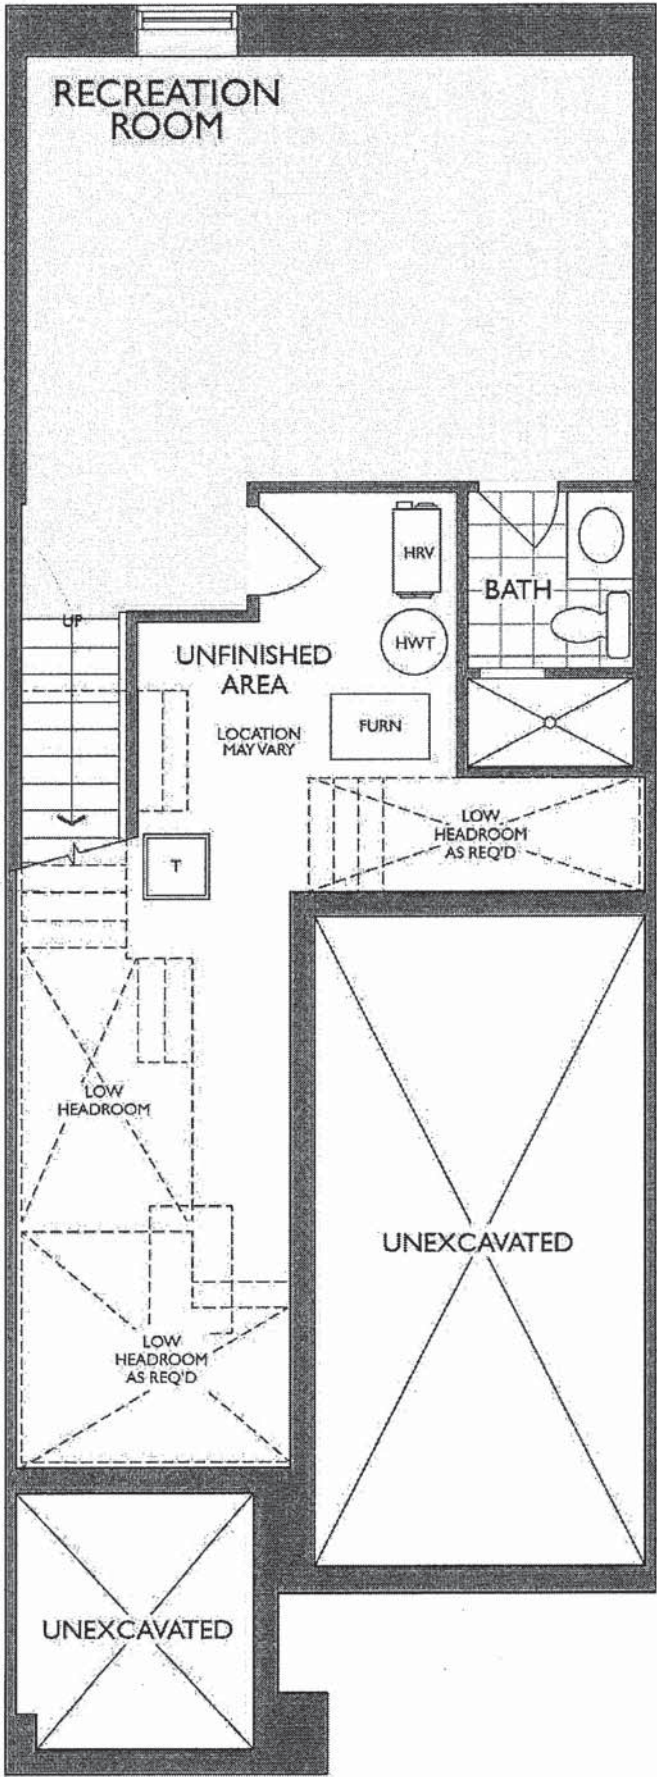 RECREATION
ROOM
HRV
BATH
UP
HWT
UNFINISHED
AREA
LOCATION
MAY VARY
FURN
LOW
HEADROOM
AS REQ'D
T
LOW
HEADROOM
UNEXCAVATED
LOW
HEADROOM
AS REQ'D
UNEXCAVATED